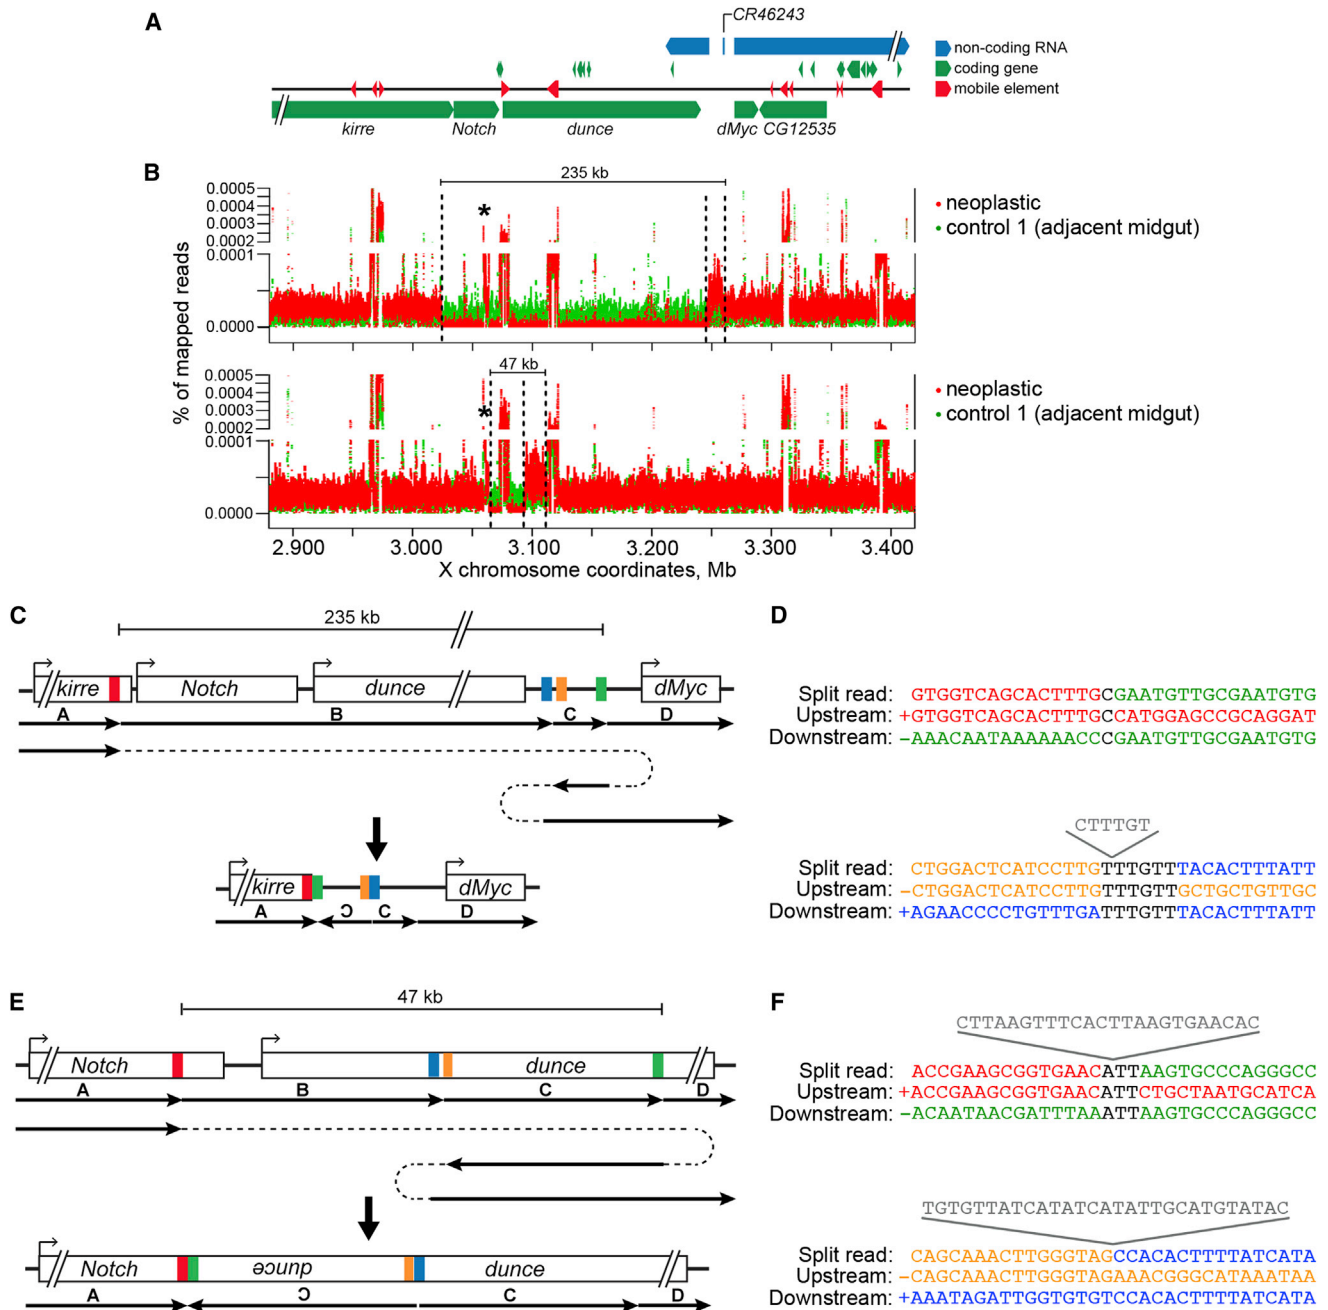 A
CR46243
non-coding RNA
coding gene
mobile element
kirre
Notch
dunce
dMyc CG12535
B
235 kb
0.0005
0.0004
0.0003
0.0002
0.0001
0.0000
*
neoplastic
control 1 (adjacent midgut)
% of mapped reads
47 kb
0.0005
0.0004
0.0003
0.0002
0.0001
0.0000
*
neoplastic
control 1 (adjacent midgut)
2.900 3.000 3.100 3.200 3.300 3.400
X chromosome coordinates, Mb
C
235 kb
kirre Notch dunce dMyc
A B C D
kirre dMyc
A C C D
D
Split read: GTGGTCAGCACTTTGCGAATGTTGCGAATGTG
Upstream: +GTGGTCAGCACTTTGCCATGGAGCCGCAGGAT
Downstream: −AAACAATAAAAAACCCGAATGTTGCGAATGTG
CTTTGT
Split read: CTGGACTCATCCTTGTTTGTTTACACTTTATT
Upstream: −CTGGACTCATCCTTGTTTGTTGCTGCTGTTGC
Downstream: +AGAACCCCTGTTTGATTTGTTTACACTTTATT
E
47 kb
Notch dunce
A B C D
Notch dunce dunce
A C C D
F
CTTAAGTTTCACTTAAGTGAACAC
Split read: ACCGAAGCGGTGAACATTAAGTGCCCAGGGCC
Upstream: +ACCGAAGCGGTGAACATTCTGCTAATGCATCA
Downstream: −ACAATAACGATTTAAATTAAGTGCCCAGGGCC
TGTGTTATCATATCATATTGCATGTATAC
Split read: CAGCAAACTTGGGTAGCCACACTTTTATCATA
Upstream: −CAGCAAACTTGGGTAGAAACGGGCATAAATAA
Downstream: +AAATAGATTGGTGTGTCCACACTTTTATCATA